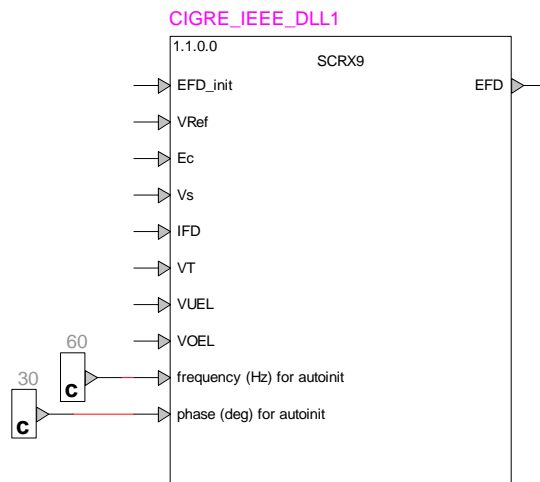 CIGRE_IEEE_DLL1
1.1.0.0
SCRX9
EFD_init
EFD
VRef
Ec
Vs
IFD
VT
VUEL
VOEL
60
C
frequency (Hz) for autoinit
30
C
phase (deg) for autoinit